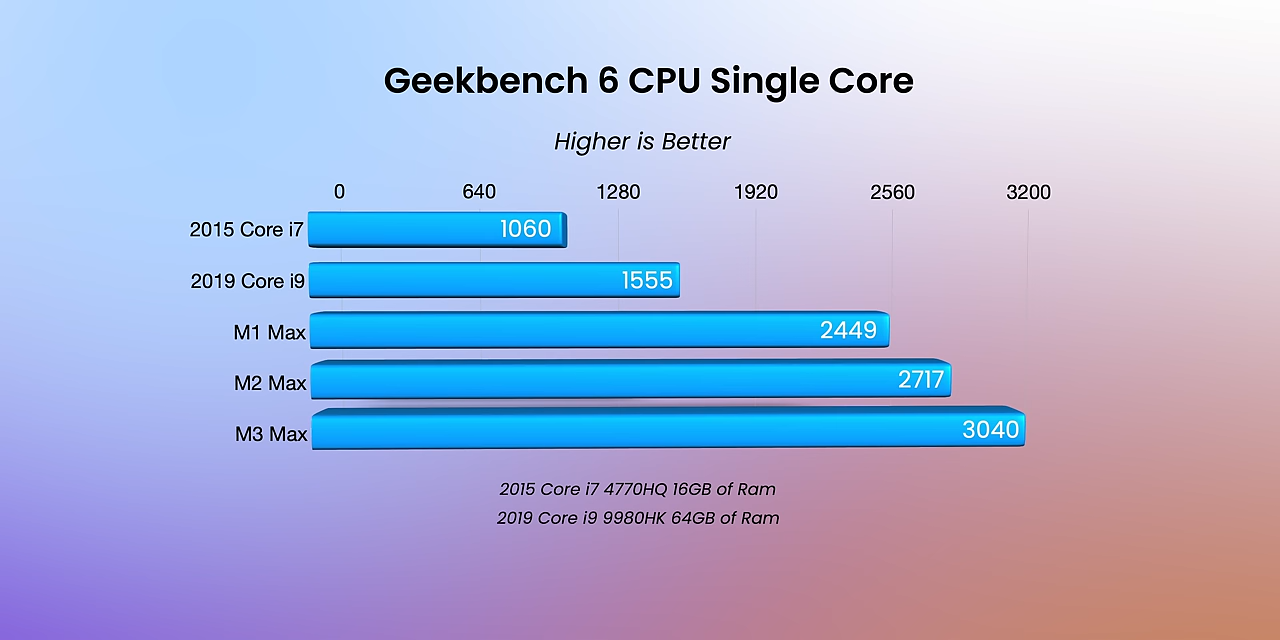 Geekbench 6 CPU Single Core
Higher is Better
0 640 1280 1920 2560 3200
2015 Core i7 1060
2019 Core i9 1555
M1 Max 2449
M2 Max 2717
M3 Max 3040
2015 Core i7 4770HQ 16GB of Ram
2019 Core i9 9980HK 64GB of Ram